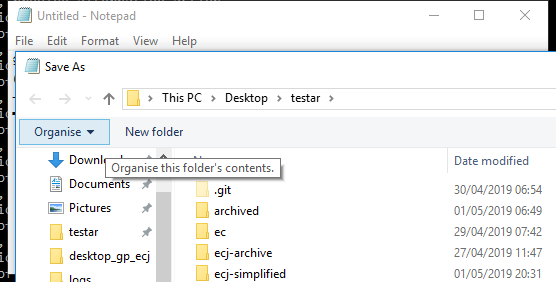 Untitled - Notepad
File Edit Format View Help
Save As
This PC Desktop testar
Organise New folder
Organise this folder's contents.
Date modified
Documents
Pictures
testar
desktop_gp_ecj
logs
.git 30/04/2019 06:54
archived 01/05/2019 06:49
ec 29/04/2019 07:42
ecj-archive 27/04/2019 11:47
ecj-simplified 01/05/2019 20:31